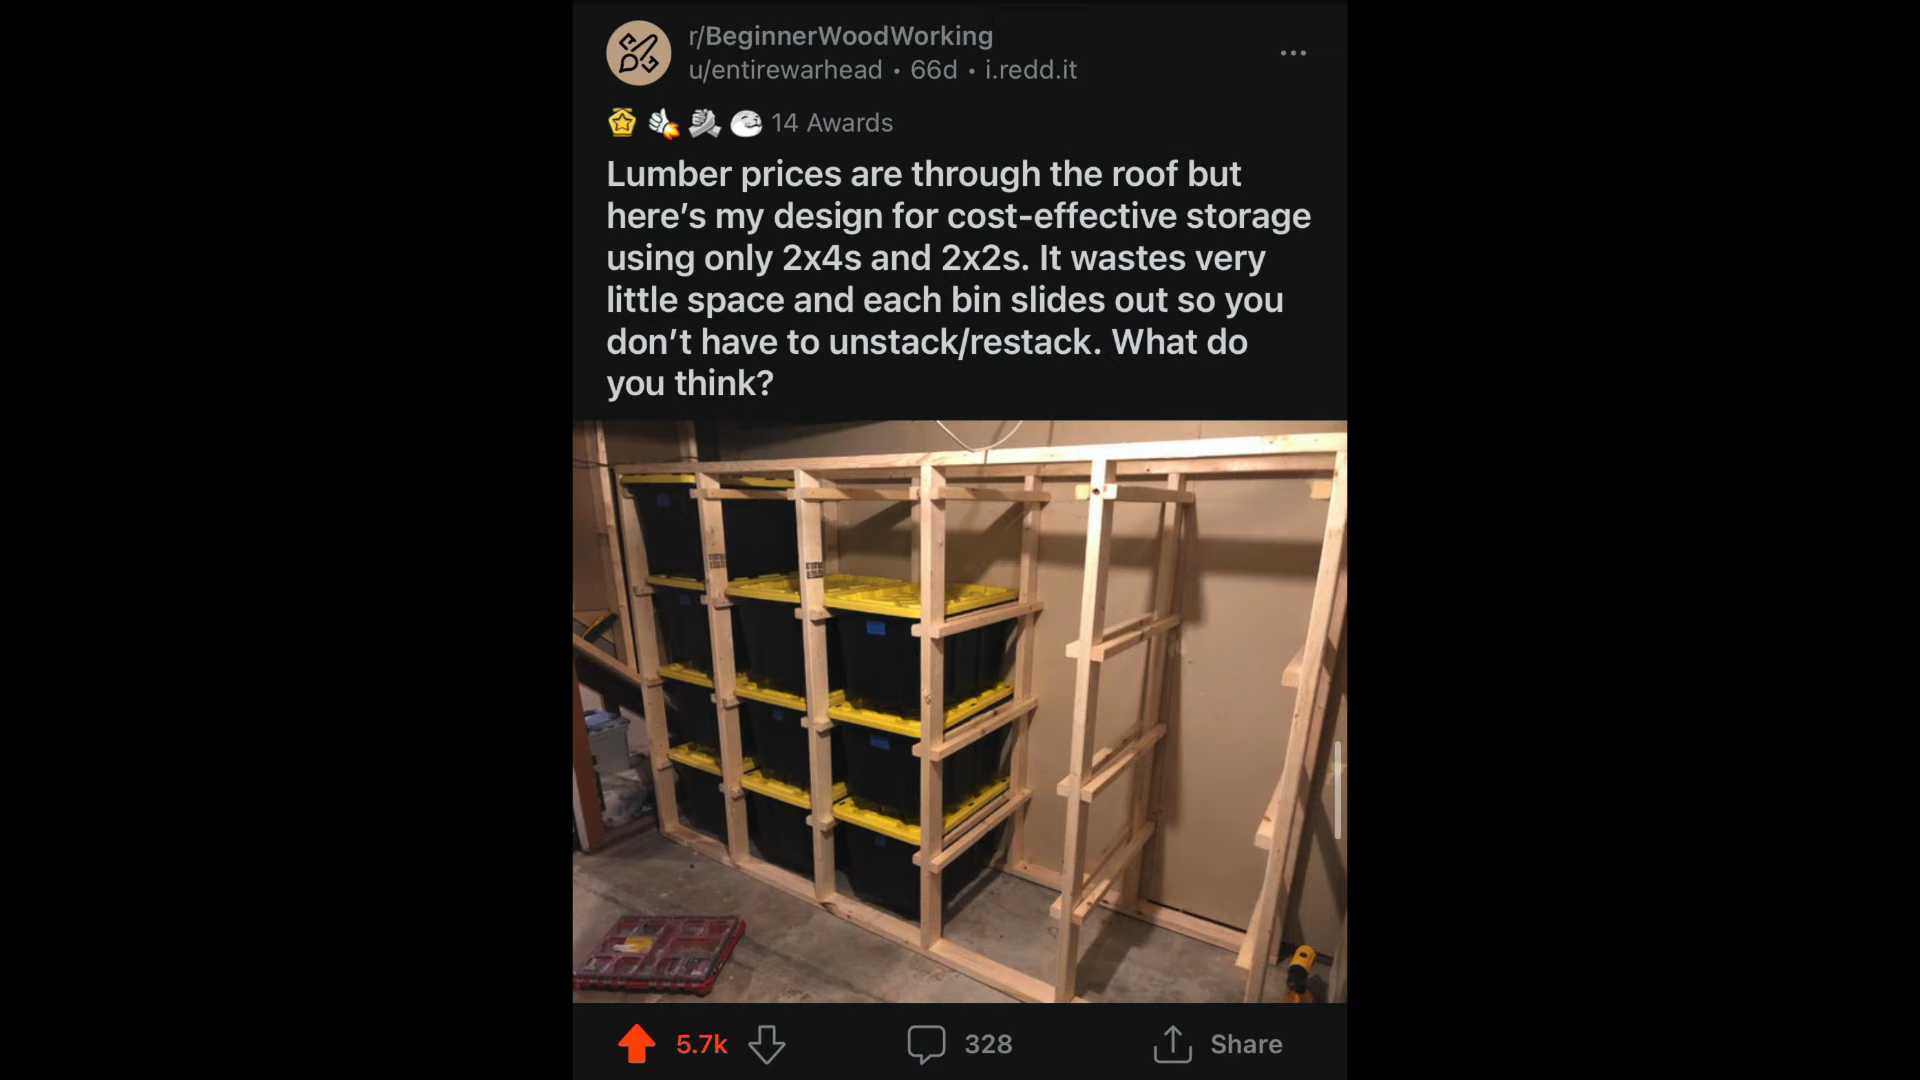 r/BeginnerWoodWorking
u/entirewarhead • 66d • i.redd.it
14 Awards
Lumber prices are through the roof but
here’s my design for cost-effective storage
using only 2x4s and 2x2s. It wastes very
little space and each bin slides out so you
don’t have to unstack/restack. What do
you think?
5.7k
328
Share